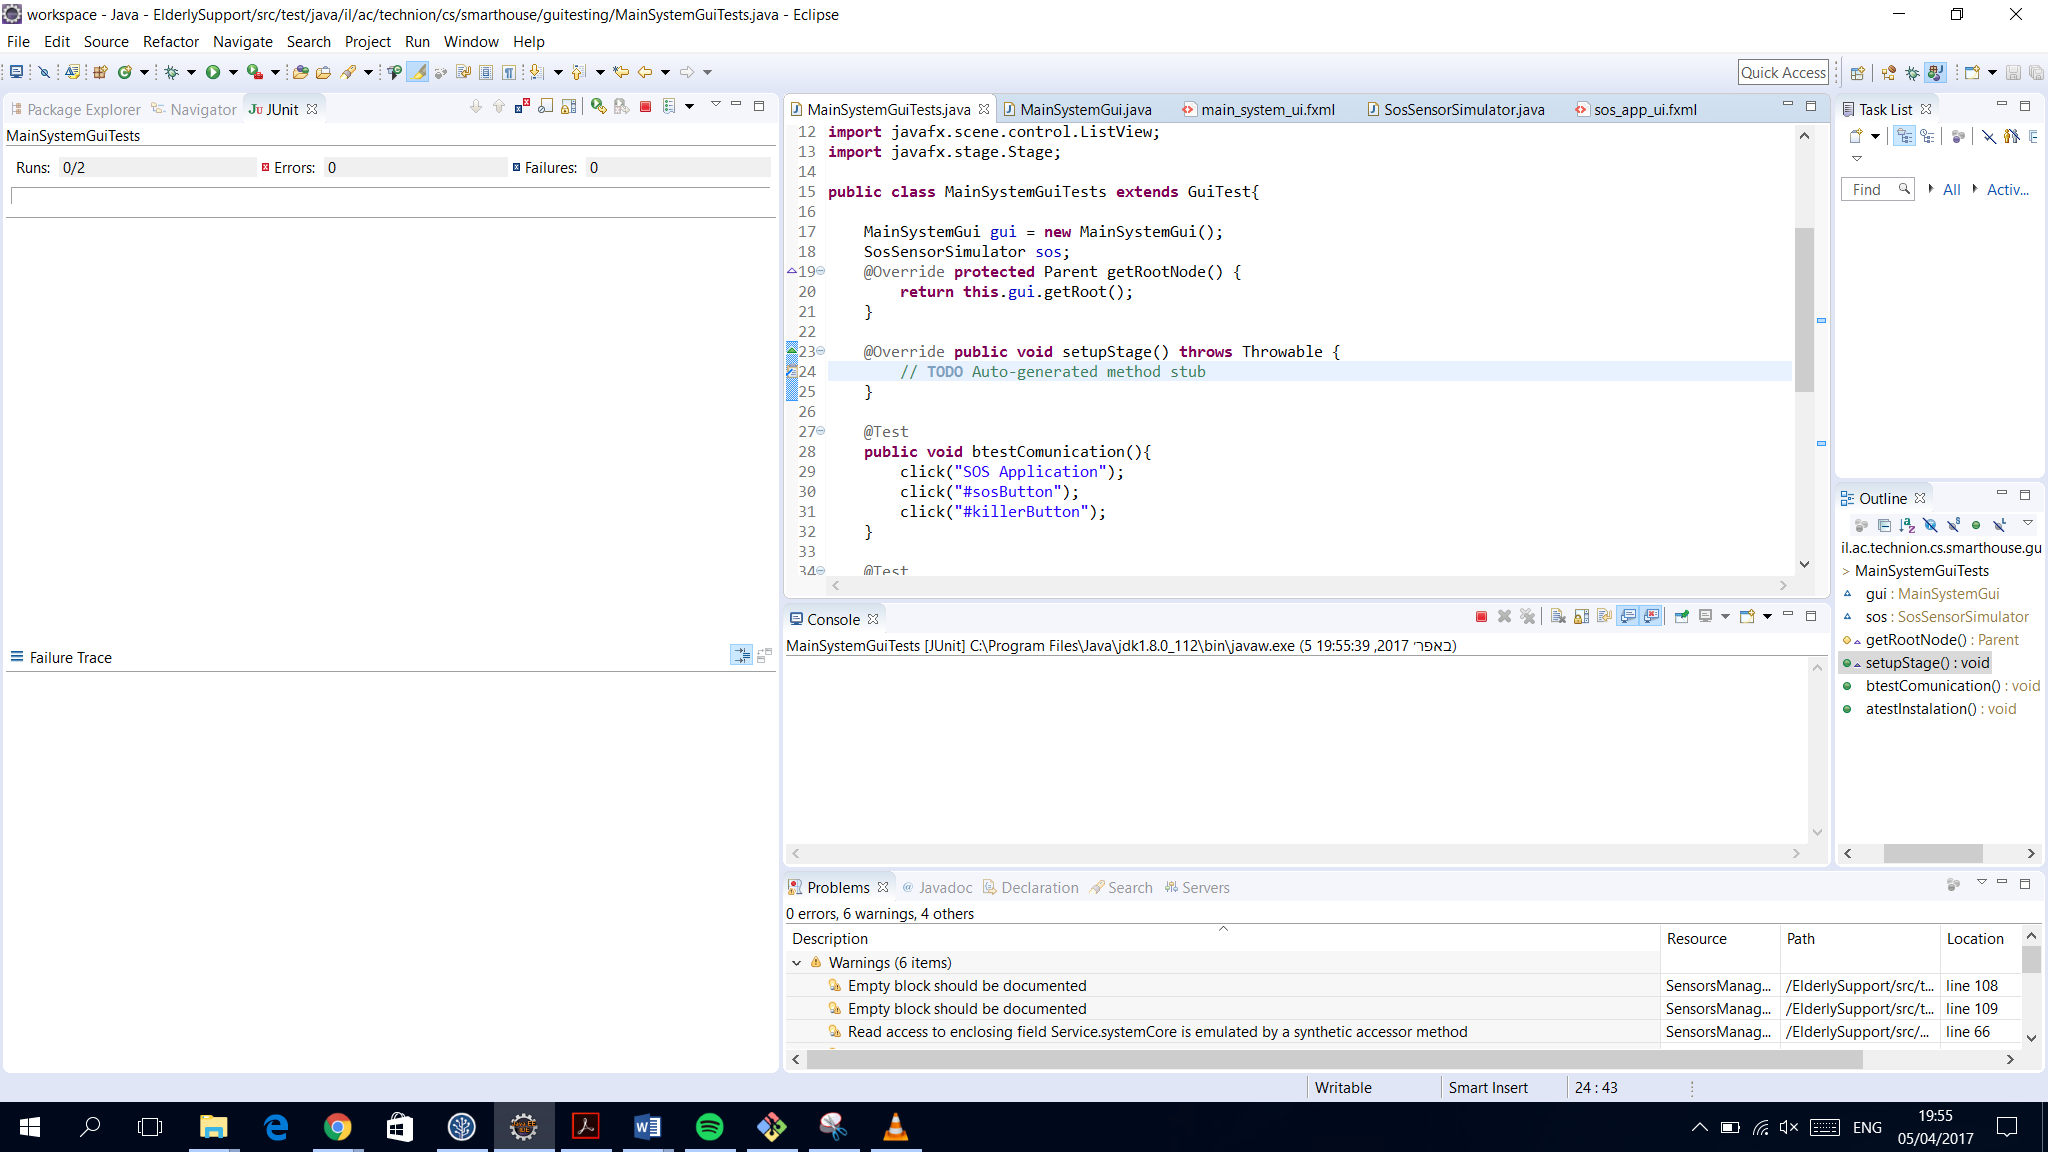 workspace - Java - ElderlySupport/src/test/java/il/ac/technion/cs/smarthouse/guitesting/MainSystemGuiTests.java - Eclipse
File Edit Source Refactor Navigate Search Project Run Window Help
Quick Access
Package Explorer Navigator JUnit
MainSystemGuiTests
Runs: 0/2 Errors: 0 Failures: 0
Failure Trace
MainSystemGuiTests.java MainSystemGui.java main_system_ui.fxml SosSensorSimulator.java sos_app_ui.fxml
12 import javafx.scene.control.ListView;
13 import javafx.stage.Stage;
14
15 public class MainSystemGuiTests extends GuiTest{
16
17 MainSystemGui gui = new MainSystemGui();
18 SosSensorSimulator sos;
19 @Override protected Parent getRootNode() {
20 return this.gui.getRoot();
21 }
22
23 @Override public void setupStage() throws Throwable {
24 // TODO Auto-generated method stub
25 }
26
27 @Test
28 public void btestComunication(){
29 click("SOS Application");
30 click("#sosButton");
31 click("#killerButton");
32 }
33
34 @Test
Console
MainSystemGuiTests [JUnit] C:\Program Files\Java\jdk1.8.0_112\bin\javaw.exe (5 באפר׳ 2017, 19:55:39)
Problems Javadoc Declaration Search Servers
0 errors, 6 warnings, 4 others
Description Resource Path Location
Warnings (6 items)
Empty block should be documented SensorsManag... /ElderlySupport/src/t... line 108
Empty block should be documented SensorsManag... /ElderlySupport/src/t... line 109
Read access to enclosing field Service.systemCore is emulated by a synthetic accessor method SensorsManag... /ElderlySupport/src/... line 66
Task List
Find All Activ...
Outline
il.ac.technion.cs.smarthouse.gu
MainSystemGuiTests
gui : MainSystemGui
sos : SosSensorSimulator
getRootNode() : Parent
setupStage() : void
btestComunication() : void
atestInstalation() : void
Writable Smart Insert 24 : 43
ENG
19:55
05/04/2017